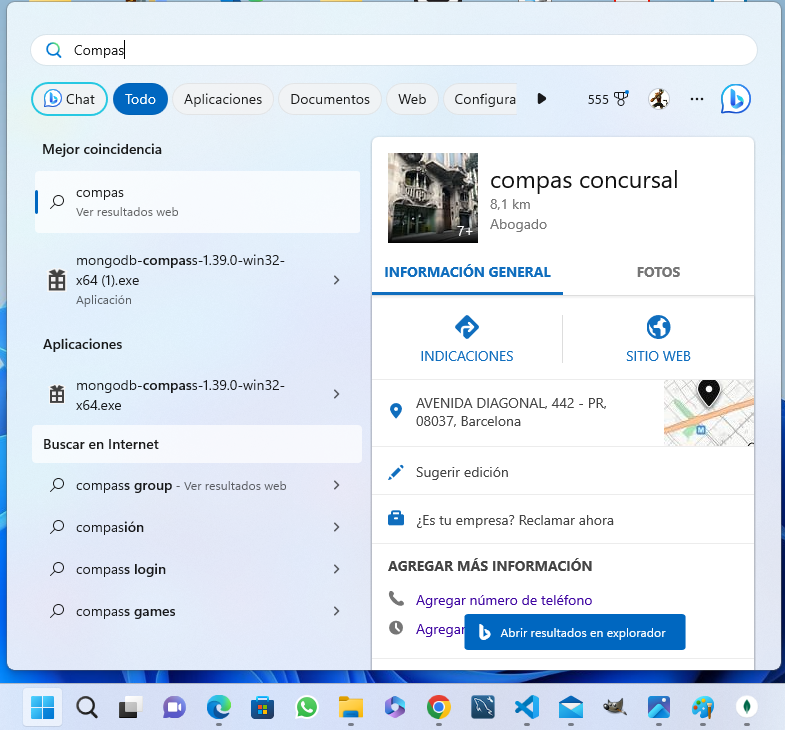 Compas
Chat
Todo
Aplicaciones
Documentos
Web
Configura
555
Mejor coincidencia
compas
Ver resultados web
mongodb-compass-1.39.0-win32-
x64 (1).exe
Aplicación
Aplicaciones
mongodb-compass-1.39.0-win32-
x64.exe
Buscar en Internet
compass group - Ver resultados web
compasión
compass login
compass games
7+
compas concursal
8,1 km
Abogado
INFORMACIÓN GENERAL
FOTOS
INDICACIONES
SITIO WEB
AVENIDA DIAGONAL, 442 - PR,
08037, Barcelona
M
Sugerir edición
¿Es tu empresa? Reclamar ahora
AGREGAR MÁS INFORMACIÓN
Agregar número de teléfono
Agregar
Abrir resultados en explorador